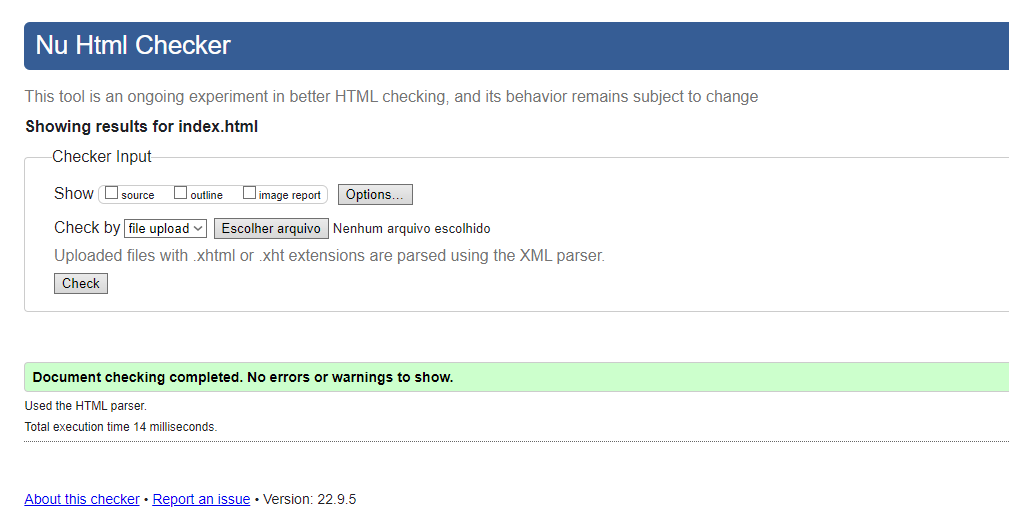 Nu Html Checker
This tool is an ongoing experiment in better HTML checking, and its behavior remains subject to change
Showing results for index.html
Checker Input
Show source outline image report Options...
Check by file upload Escolher arquivo Nenhum arquivo escolhido
Uploaded files with .xhtml or .xht extensions are parsed using the XML parser.
Check
Document checking completed. No errors or warnings to show.
Used the HTML parser.
Total execution time 14 milliseconds.
About this checker • Report an issue • Version: 22.9.5